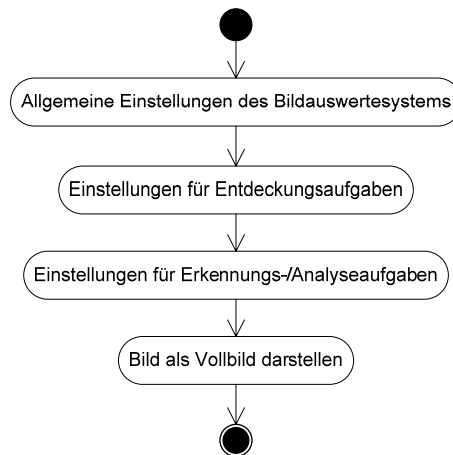 Allgemeine Einstellungen des Bildauswertesystems
Einstellungen für Entdeckungsaufgaben
Einstellungen für Erkennungs-/Analyseaufgaben
Bild als Vollbild darstellen